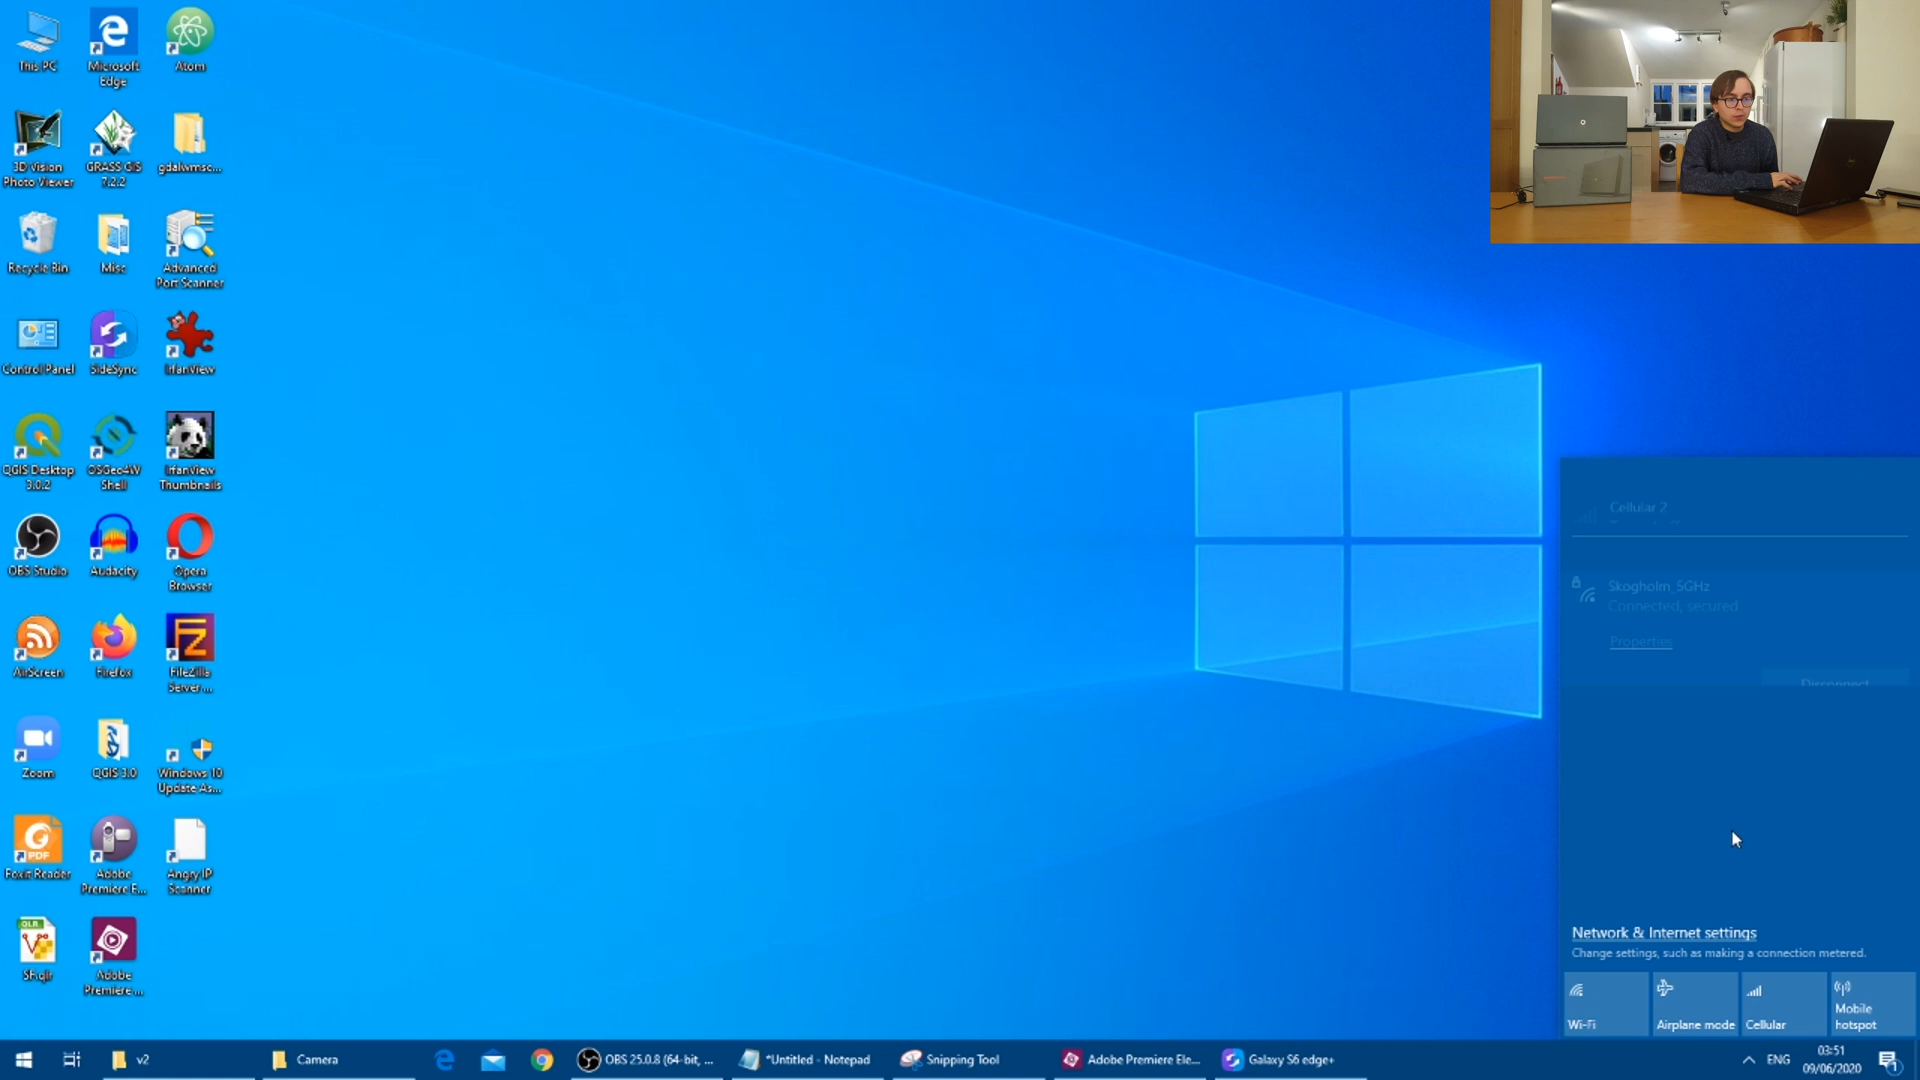 This PC
Microsoft
Edge
Atom
3D Vision
Photo Viewer
GRASS GIS
7.2.2
gdalwmsc...
Recycle Bin
Misc
Advanced
Port Scanner
Control Panel
SideSync
IrfanView
QGIS Desktop
3.0.2
OSGeo4W
Shell
IrfanView
Thumbnails
OBS Studio
Audacity
Opera
Browser
AirScreen
Firefox
FileZilla
Server ...
Zoom
QGIS 3.0
Windows 10
Update As...
PDF
Foxit Reader
Adobe
Premiere E...
Angry IP
Scanner
QLR
Adobe
Premiere ...
Cellular 2
Skogholm_5GHz
Connected, secured
Properties
Disconnect
Network & Internet settings
Change settings, such as making a connection metered.
Wi-Fi
Airplane mode
Cellular
Mobile
hotspot
v2
Camera
OBS 25.0.8 (64-bit, ...
*Untitled - Notepad
Snipping Tool
Adobe Premiere Ele...
Galaxy S6 edge+
ENG
03:51
09/06/2020
1